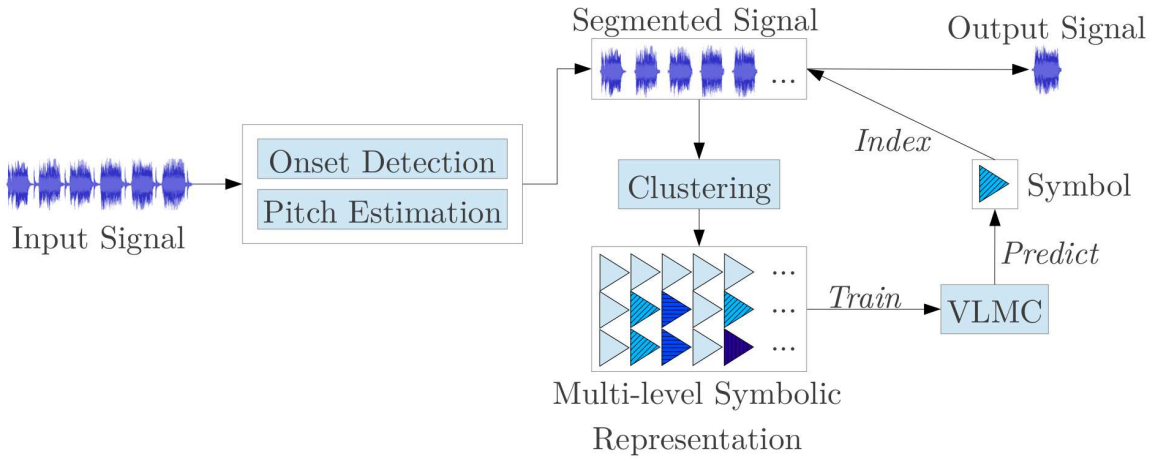 Segmented Signal
Output Signal
...
Onset Detection
Index
Clustering
Symbol
Pitch Estimation
Input Signal
Predict
...
...
Train
VLMC
...
Multi-level Symbolic
Representation